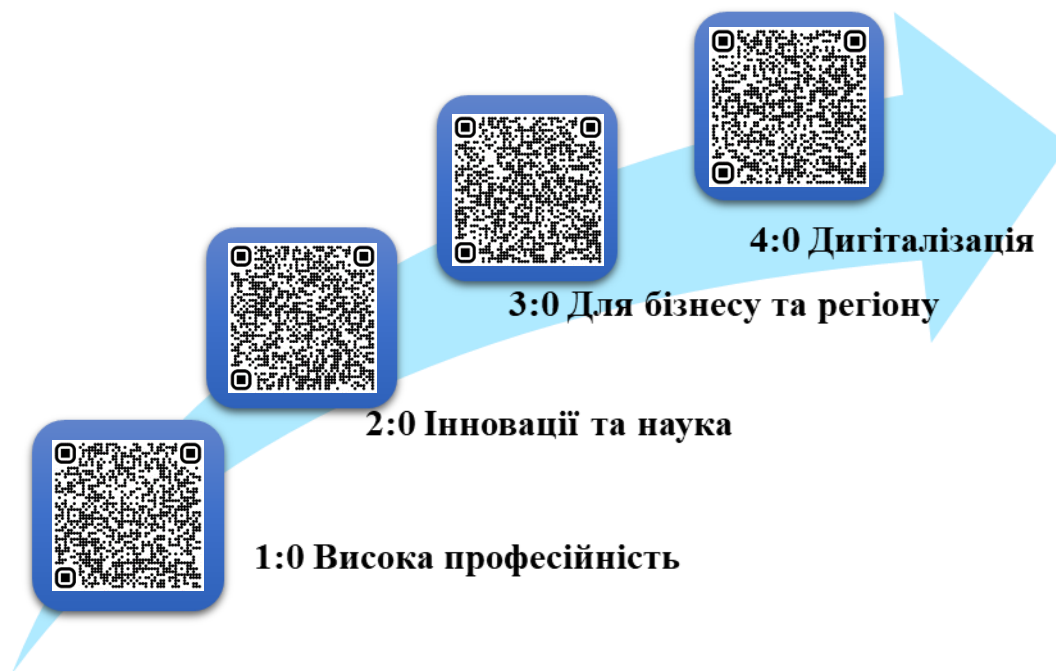 4:0 Дигіталізація
3:0 Для бізнесу та регіону
2:0 Інновації та наука
1:0 Висока професійність